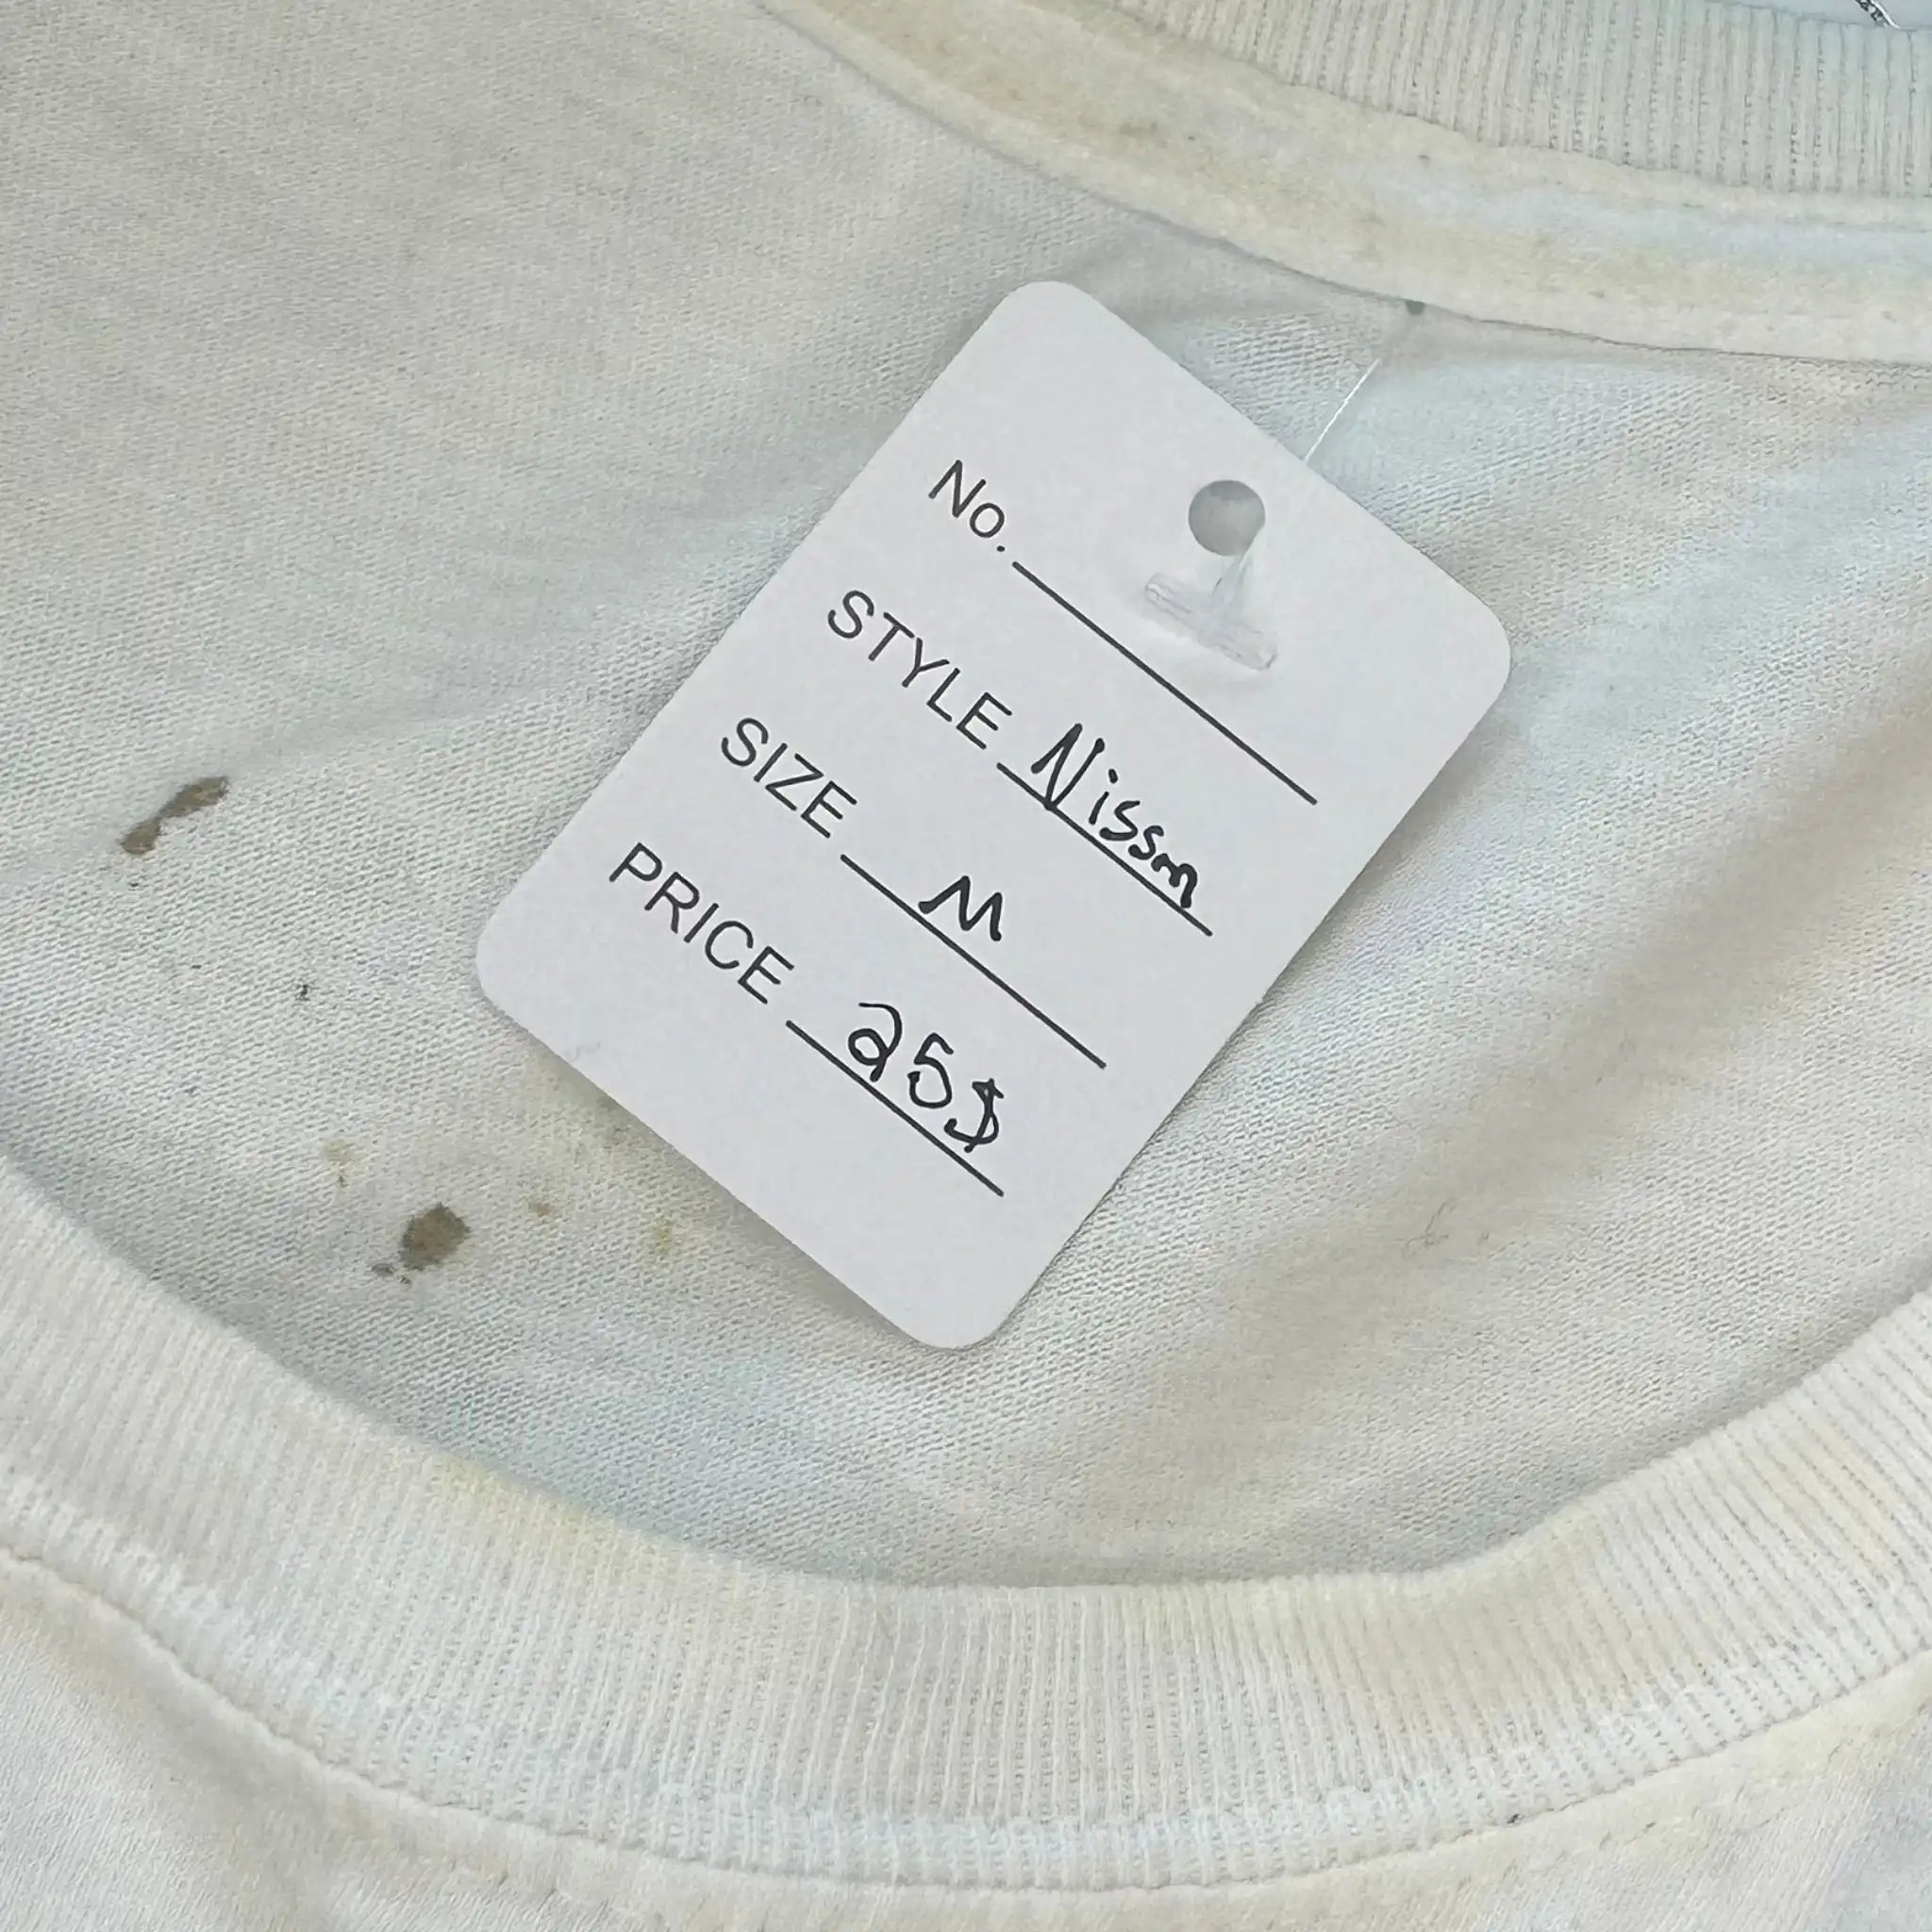 No.
STYLE Nissan
SIZE M
PRICE 25$